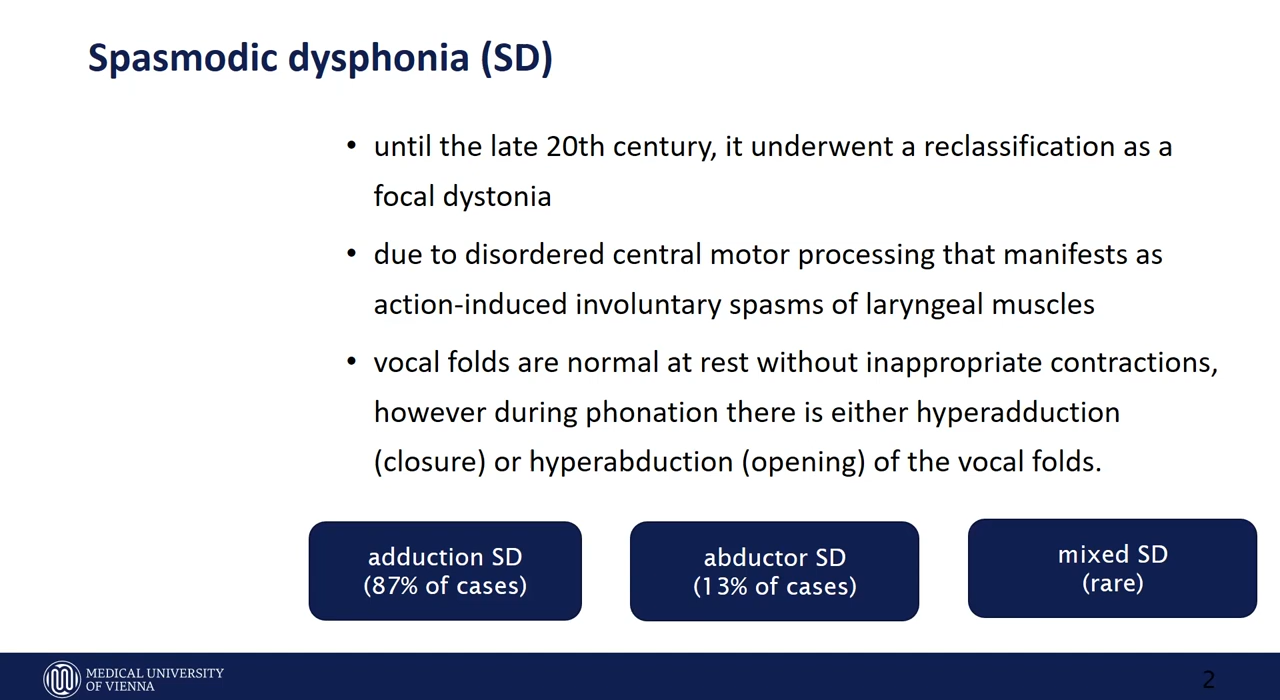 Spasmodic dysphonia (SD)
• until the late 20th century, it underwent a reclassification as a
focal dystonia
• due to disordered central motor processing that manifests as
action-induced involuntary spasms of laryngeal muscles
• vocal folds are normal at rest without inappropriate contractions,
however during phonation there is either hyperadduction
(closure) or hyperabduction (opening) of the vocal folds.
adduction SD
(87% of cases)
abductor SD
(13% of cases)
mixed SD
(rare)
MEDICAL UNIVERSITY
OF VIENNA
2